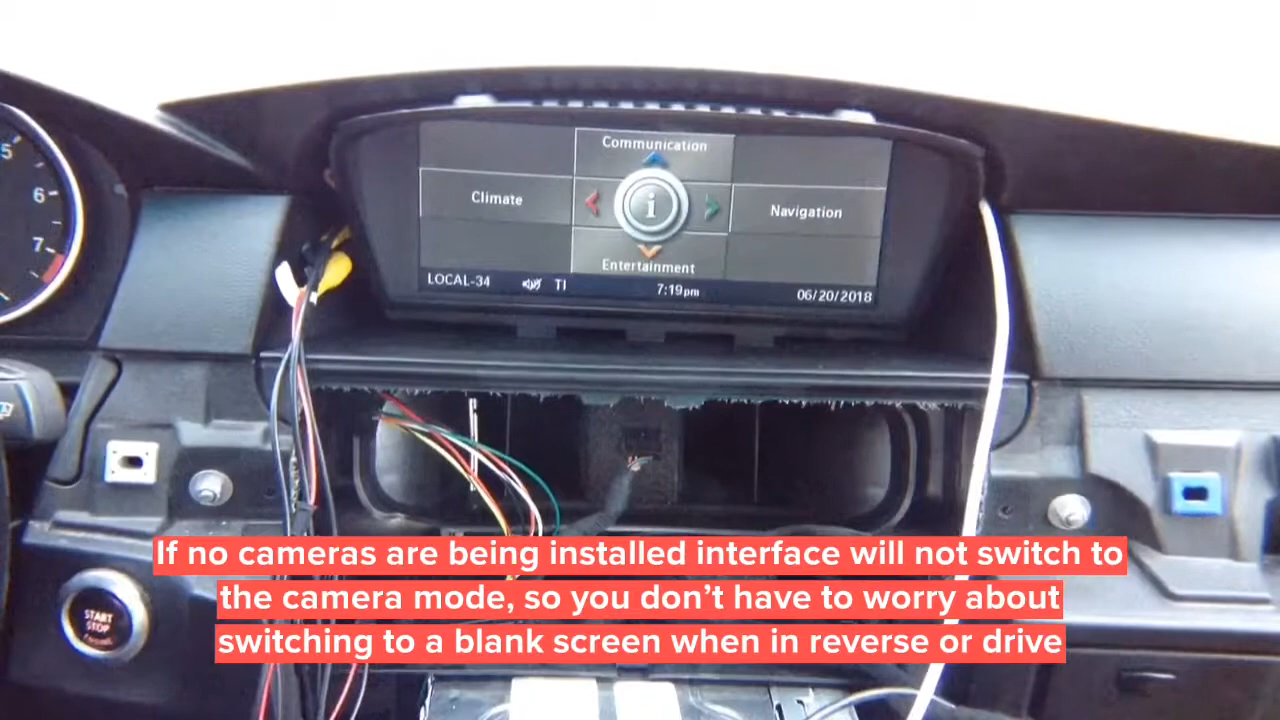 5
6
7
Communication
Climate
i
Navigation
Entertainment
LOCAL-34
TI
7:19pm
06/20/2018
If no cameras are being installed interface will not switch to
the camera mode, so you don’t have to worry about
switching to a blank screen when in reverse or drive
START
STOP